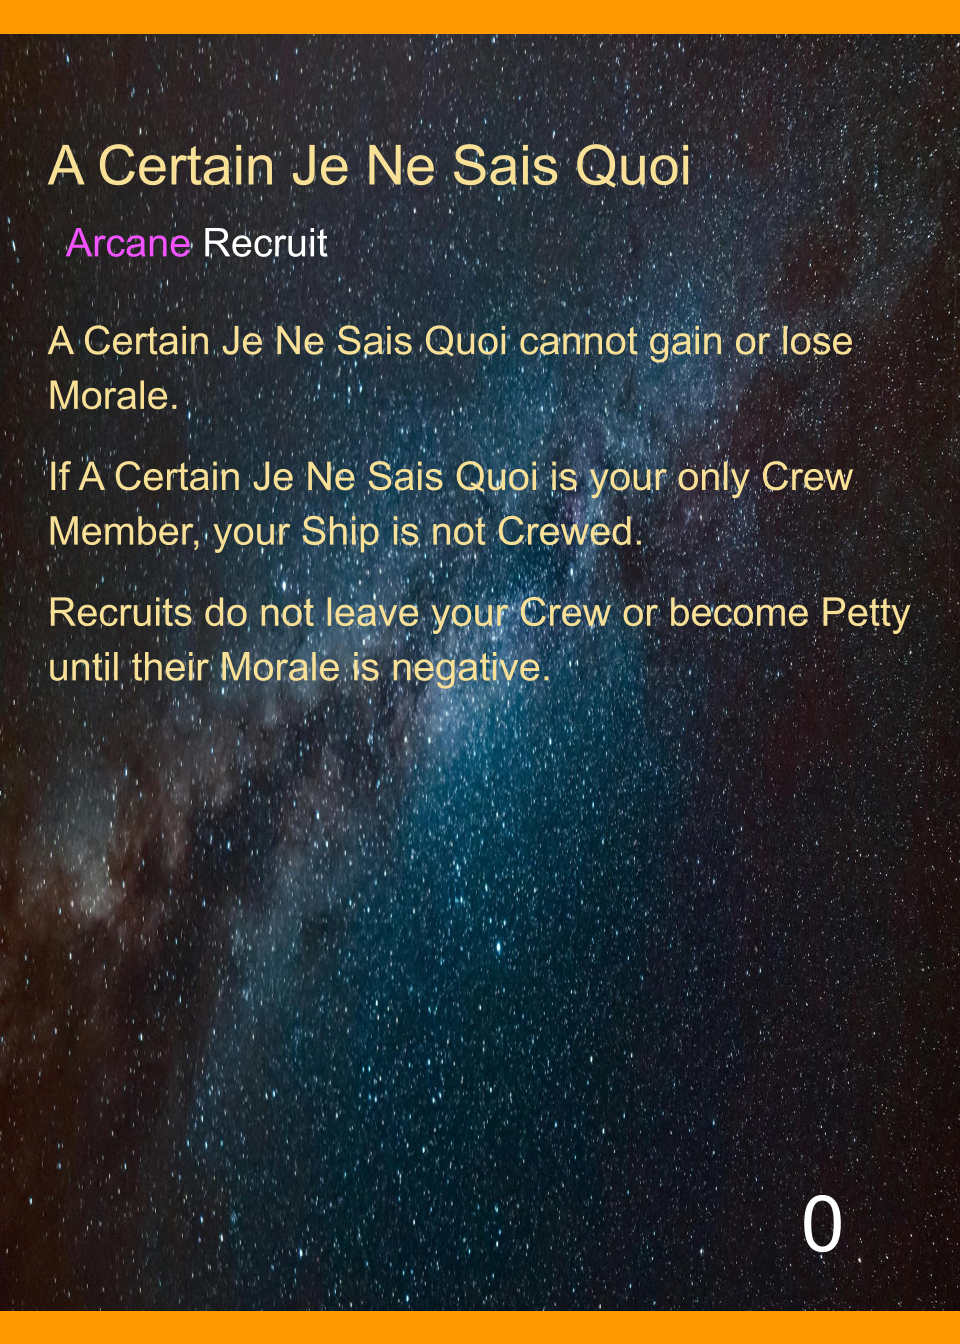 A Certain Je Ne Sais Quoi
Arcane Recruit
A Certain Je Ne Sais Quoi cannot gain or lose
Morale.
If A Certain Je Ne Sais Quoi is your only Crew
Member, your Ship is not Crewed.
Recruits do not leave your Crew or become Petty
until their Morale is negative.
0